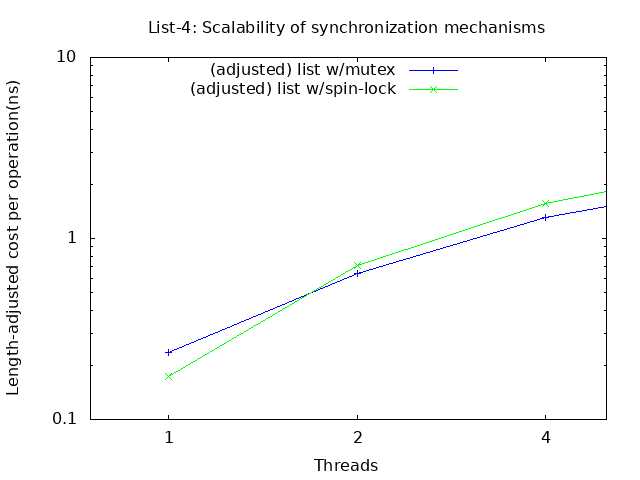 List-4: Scalability of synchronization mechanisms
10
(adjusted) list w/mutex
(adjusted) list w/spin-lock
Length-adjusted cost per operation(ns)
1
0.1
1 2 4
Threads